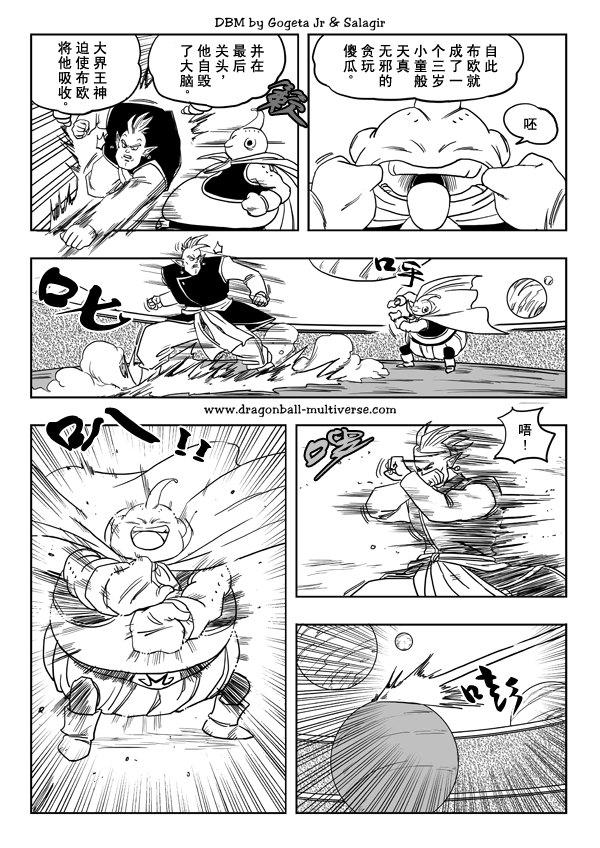 DBM by Gogeta Jr & Salagir
大界王神
迫使布欧
将他吸收。
并在
最后
关头，
他自毁
了大脑。
自此
布欧就
成了一
个三岁
小童般
天真
无邪的
贪玩
傻瓜。
呸
叱
呼
www.dragonball-multiverse.com
叭!!
唔！
嘭